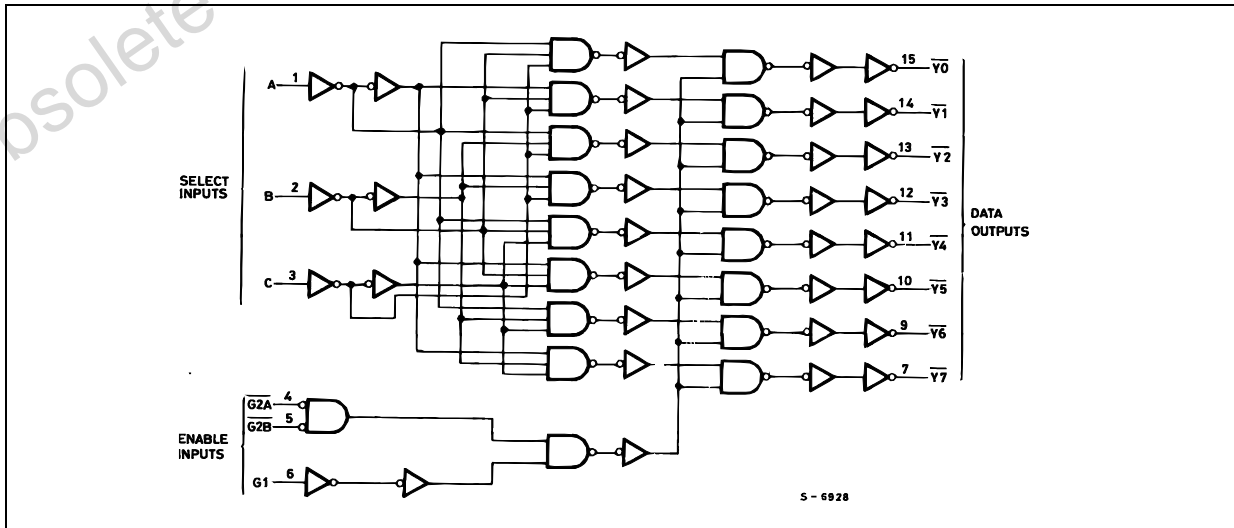 bsolete
SELECT
INPUTS
A 1
B 2
C 3
15 Y0
14 Y1
13 Y2
12 Y3
11 Y4
10 Y5
9 Y6
7 Y7
DATA
OUTPUTS
ENABLE
INPUTS
G2A 4
G2B 5
G1 6
S - 6928